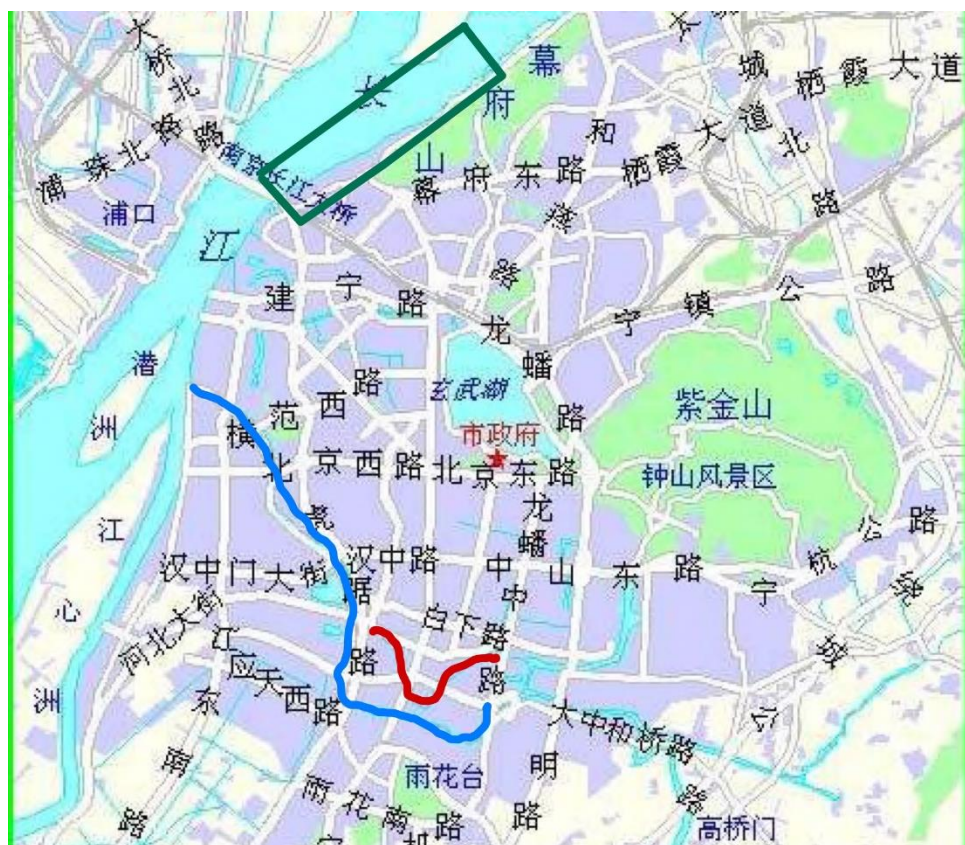 大桥北路
浦珠北路
浦口
南京长江大桥
长
江
幕府山
幕府东路
和
栖霞大道
栖霞大道
城
北
路
建宁路
龙蟠路
宁镇公路
潜洲
玄武湖
紫金山
市政府
钟山风景区
西路
范
横
北京西路
北京东路
龙蟠中
路
江心洲
汉中门大街
汉中路
中山东路
宁杭公路
绕城公路
河北大街
白下路
江东南路
应天西路
路
大中和桥路
雨花台
雨花南路
明
路
高桥门